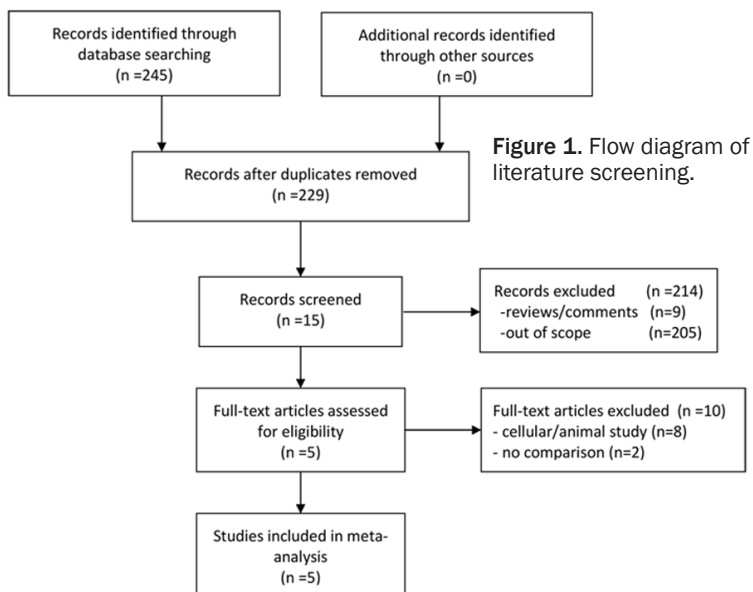 Records identified through
database searching
(n =245)
Additional records identified
through other sources
(n =0)
Figure 1. Flow diagram of
literature screening.
Records after duplicates removed
(n =229)
Records screened
(n =15)
Records excluded (n =214)
-reviews/comments (n=9)
-out of scope (n=205)
Full-text articles assessed
for eligibility
(n =5)
Full-text articles excluded (n =10)
- cellular/animal study (n=8)
- no comparison (n=2)
Studies included in meta-
analysis
(n =5)